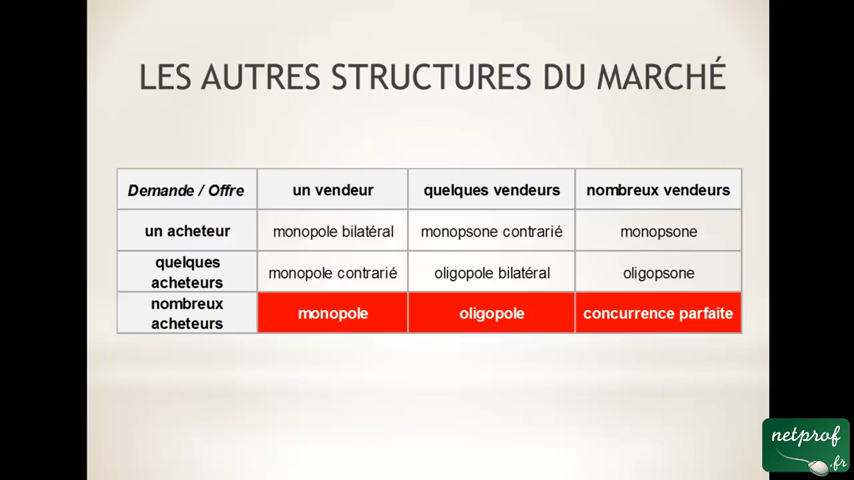 LES AUTRES STRUCTURES DU MARCHÉ
Demande / Offre un vendeur quelques vendeurs nombreux vendeurs
un acheteur monopole bilatéral monopsone contrarié monopsone
quelques acheteurs monopole contrarié oligopole bilatéral oligopsone
nombreux acheteurs monopole oligopole concurrence parfaite
netprof
.fr